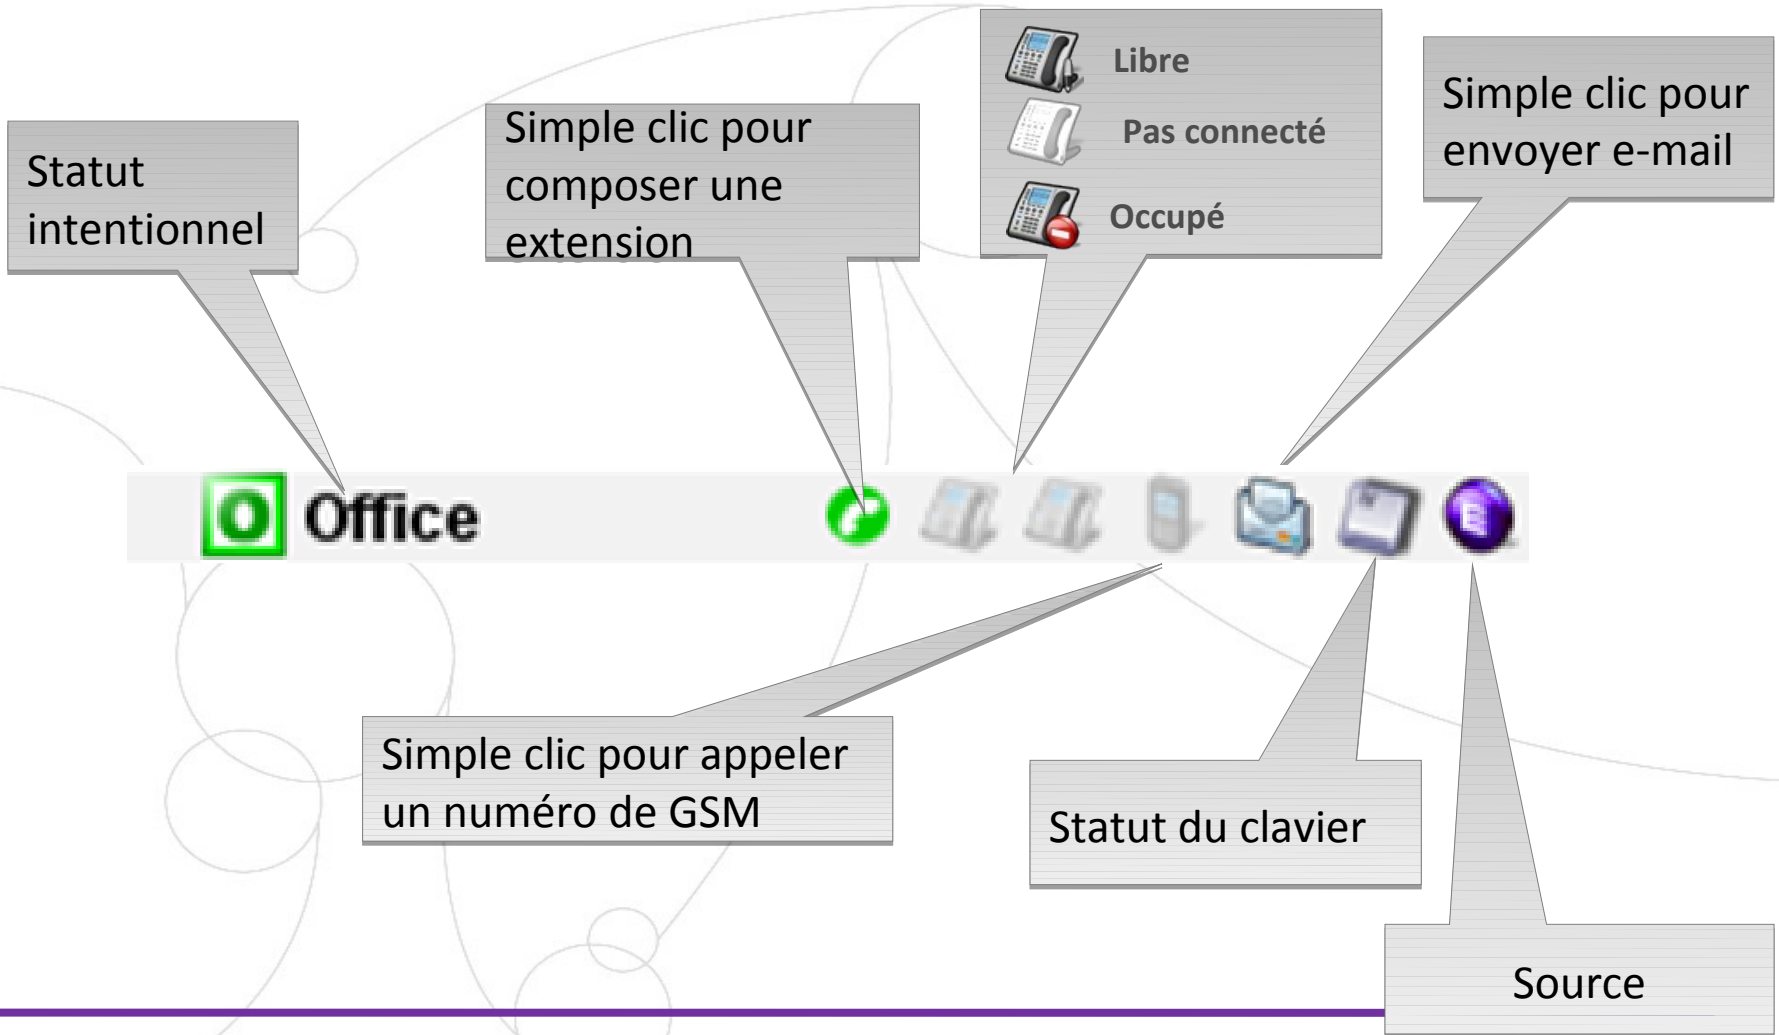 Libre
Pas connecté
Occupé
Simple clic pour
envoyer e-mail
Simple clic pour
composer une
extension
Statut
intentionnel
Office
Simple clic pour appeler
un numéro de GSM
Statut du clavier
Source